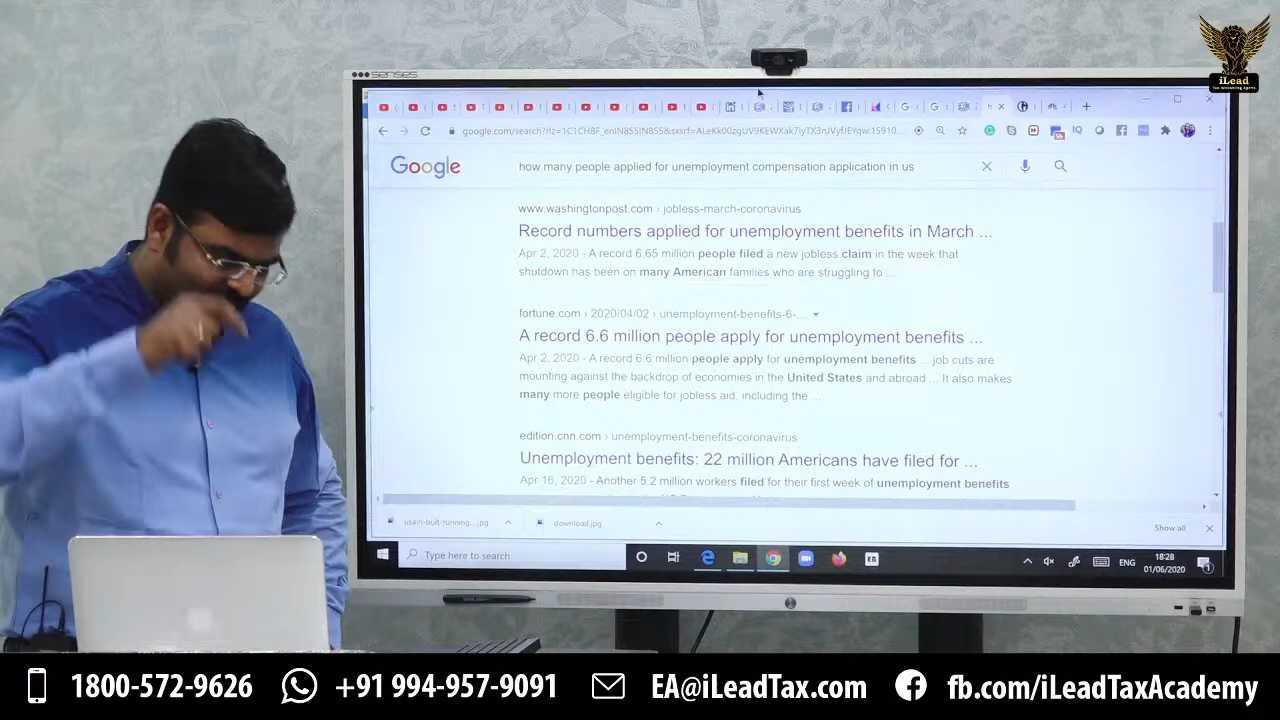 iLead
Tax Accounting Xperts
senses
google.com/search?rlz=1C1CHBF_enIN855IN855&sxsrf=
Google
how many people applied for unemployment compensation application in us
www.washingtonpost.com › jobless-march-coronavirus
Record numbers applied for unemployment benefits in March ...
Apr 2, 2020 - A record 6.65 million people filed a new jobless claim in the week that
shutdown has been on many American families who are struggling to ...
fortune.com › 2020/04/02 › unemployment-benefits-6-...
A record 6.6 million people apply for unemployment benefits ...
Apr 2, 2020 - A record 6.6 million people apply for unemployment benefits ... job cuts are
mounting against the backdrop of economies in the United States and abroad ... It also makes
many more people eligible for jobless aid, including the ...
edition.cnn.com › unemployment-benefits-coronavirus
Unemployment benefits: 22 million Americans have filed for ...
Apr 16, 2020 - Another 5.2 million workers filed for their first week of unemployment benefits
usain-bult-running....jpg
download.jpg
Show all
Type here to search
EB
ENG
18:28
01/06/2020
1800-572-9626
+91 994-957-9091
EA@iLeadTax.com
fb.com/iLeadTaxAcademy